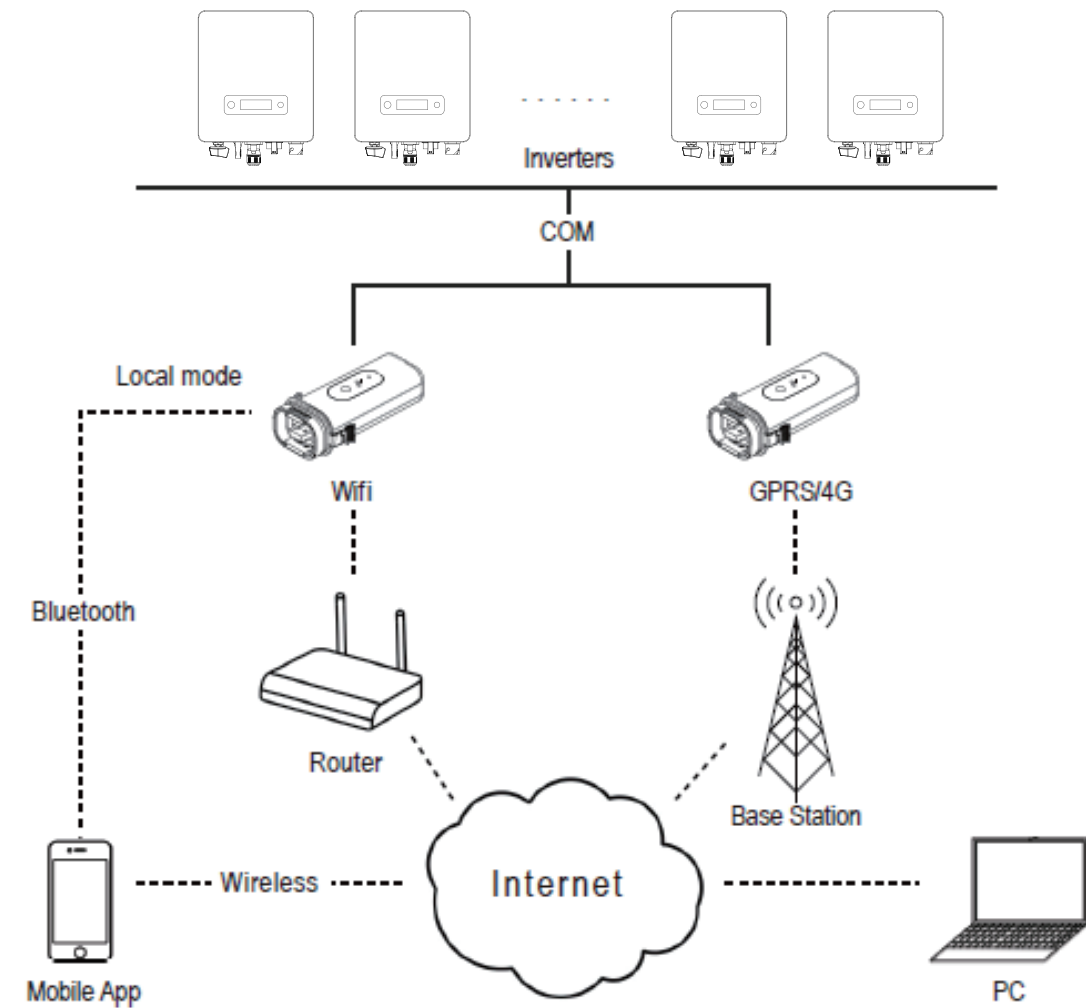 Inverters
COM
Local mode
Wifi
GPRS/4G
Bluetooth
Router
Base Station
Wireless
Internet
Mobile App
PC